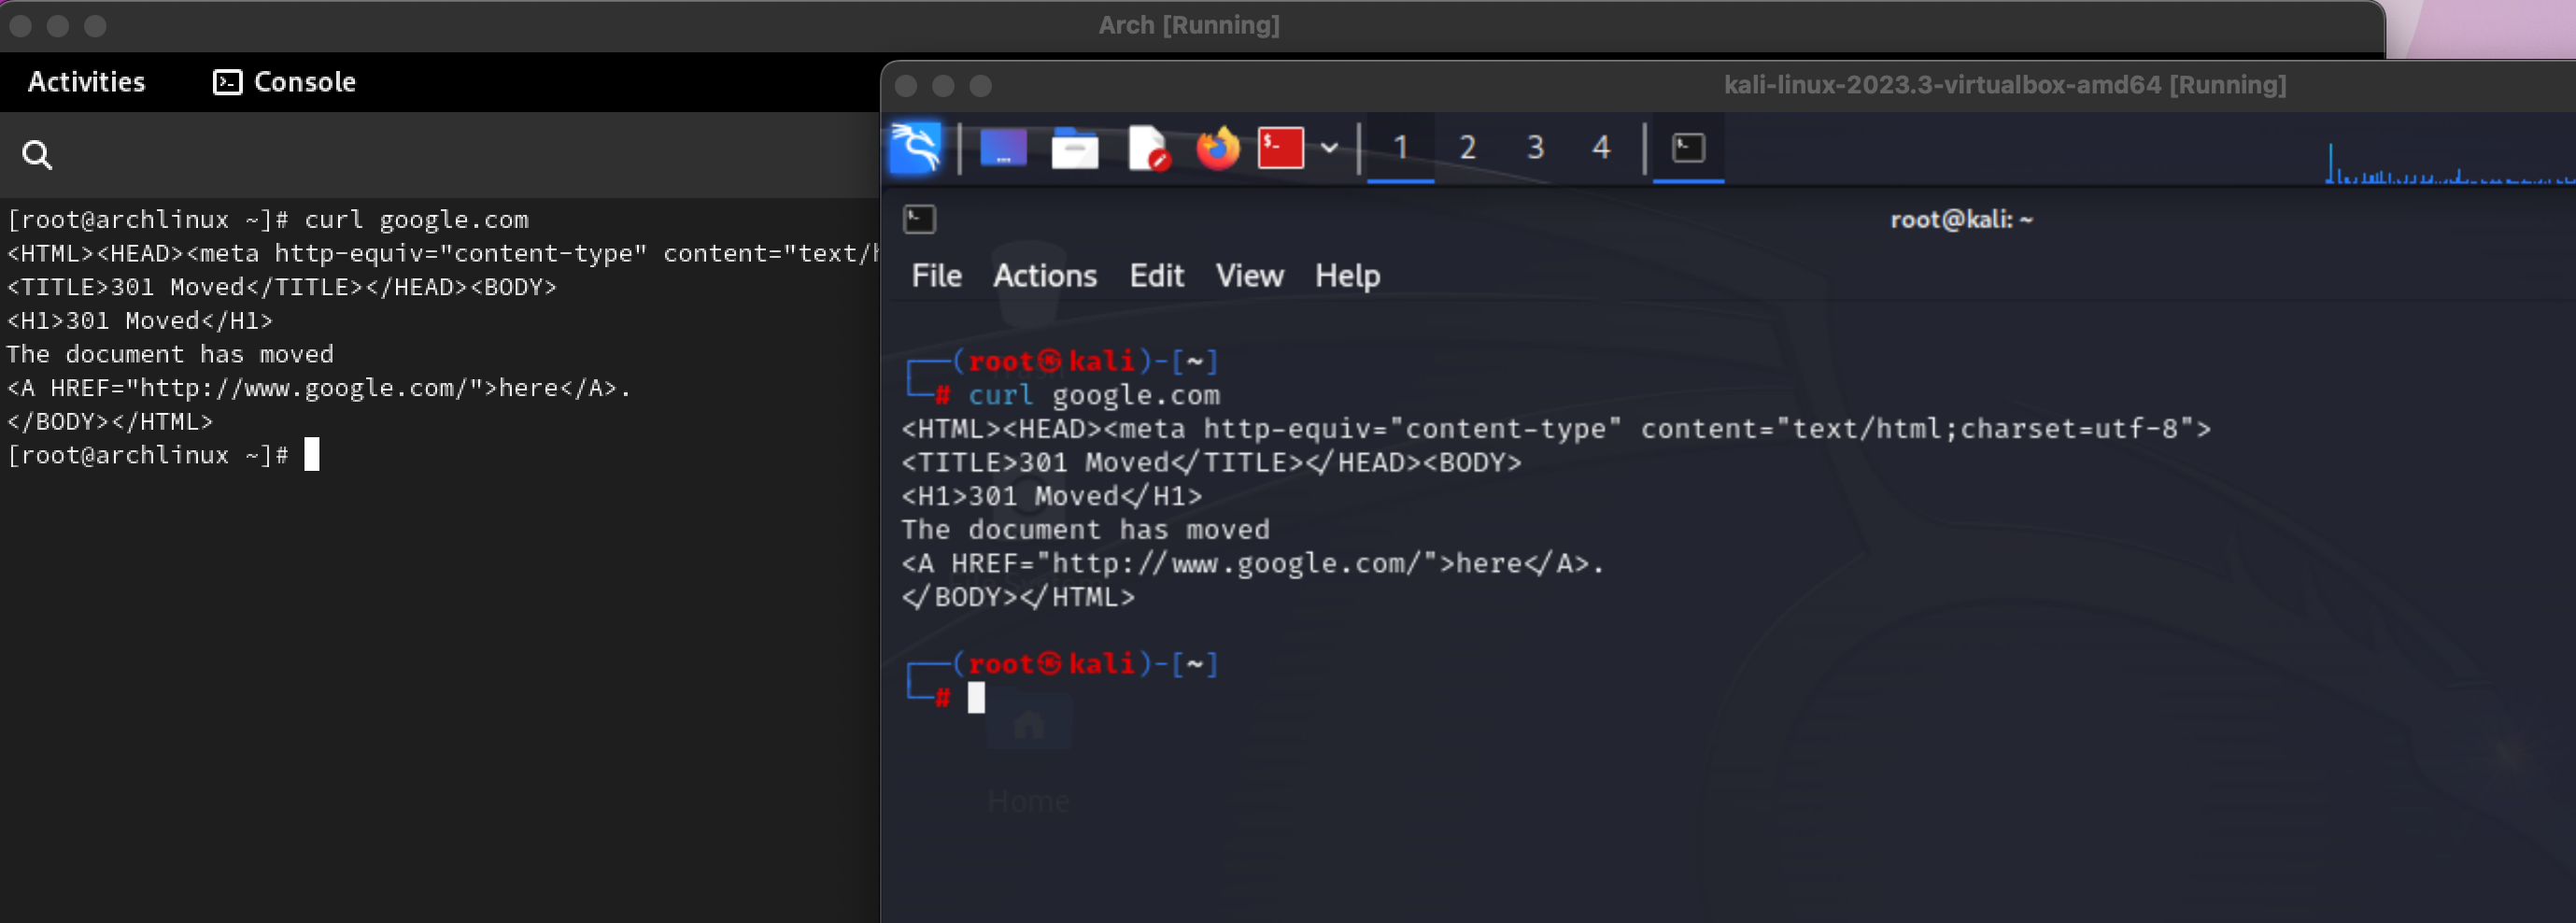 Arch [Running]
Activities Console
[root@archlinux ~]# curl google.com
<HTML><HEAD><meta http-equiv="content-type" content="text/h
<TITLE>301 Moved</TITLE></HEAD><BODY>
<H1>301 Moved</H1>
The document has moved
<A HREF="http://www.google.com/">here</A>.
</BODY></HTML>
[root@archlinux ~]#
kali-linux-2023.3-virtualbox-amd64 [Running]
1 2 3 4
root@kali: ~
File Actions Edit View Help
┌──(root㉿kali)-[~]
└─# curl google.com
<HTML><HEAD><meta http-equiv="content-type" content="text/html;charset=utf-8">
<TITLE>301 Moved</TITLE></HEAD><BODY>
<H1>301 Moved</H1>
The document has moved
<A HREF="http://www.google.com/">here</A>.
</BODY></HTML>
┌──(root㉿kali)-[~]
└─#
Home